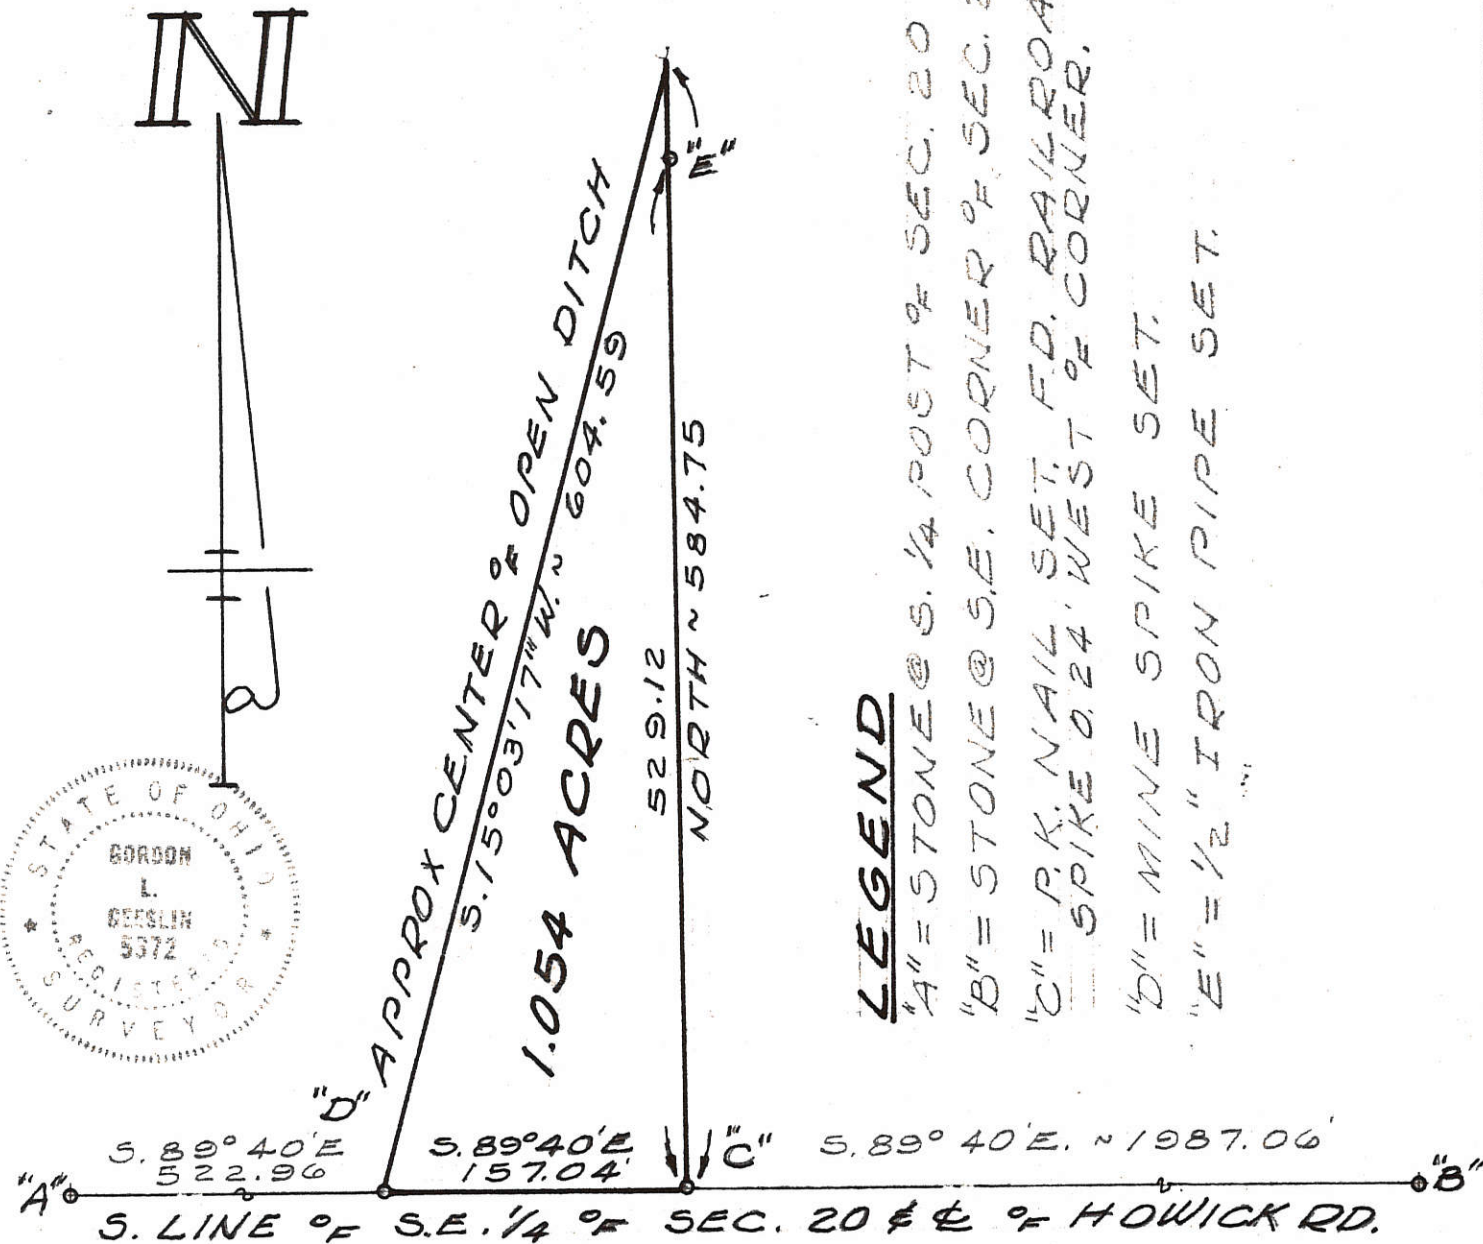 N
"E"
APPROX CENTER OF OPEN DITCH
S.15°03'17"W. ~ 604.59
1.054 ACRES
529.12
NORTH ~ 584.75
LEGEND
"A" = STONE @ S. 1/4 POST OF SEC. 20
"B" = STONE @ S.E. CORNER OF SEC.
"C" = P.K. NAIL SET. FD. RAILROA
SPIKE 0.24' WEST OF CORNER.
"D" = MINE SPIKE SET.
"E" = 1/2" IRON PIPE SET.
STATE OF OHIO
GORDON
L.
GEESLIN
5372
REGISTERED
SURVEYOR
"D"
"C"
S.89°40'E
522.96
S.89°40'E
157.04'
S.89°40'E. ~ 1987.06'
"A"
"B"
S. LINE OF S.E. 1/4 OF SEC. 20 & ℄ OF HOWICK RD.